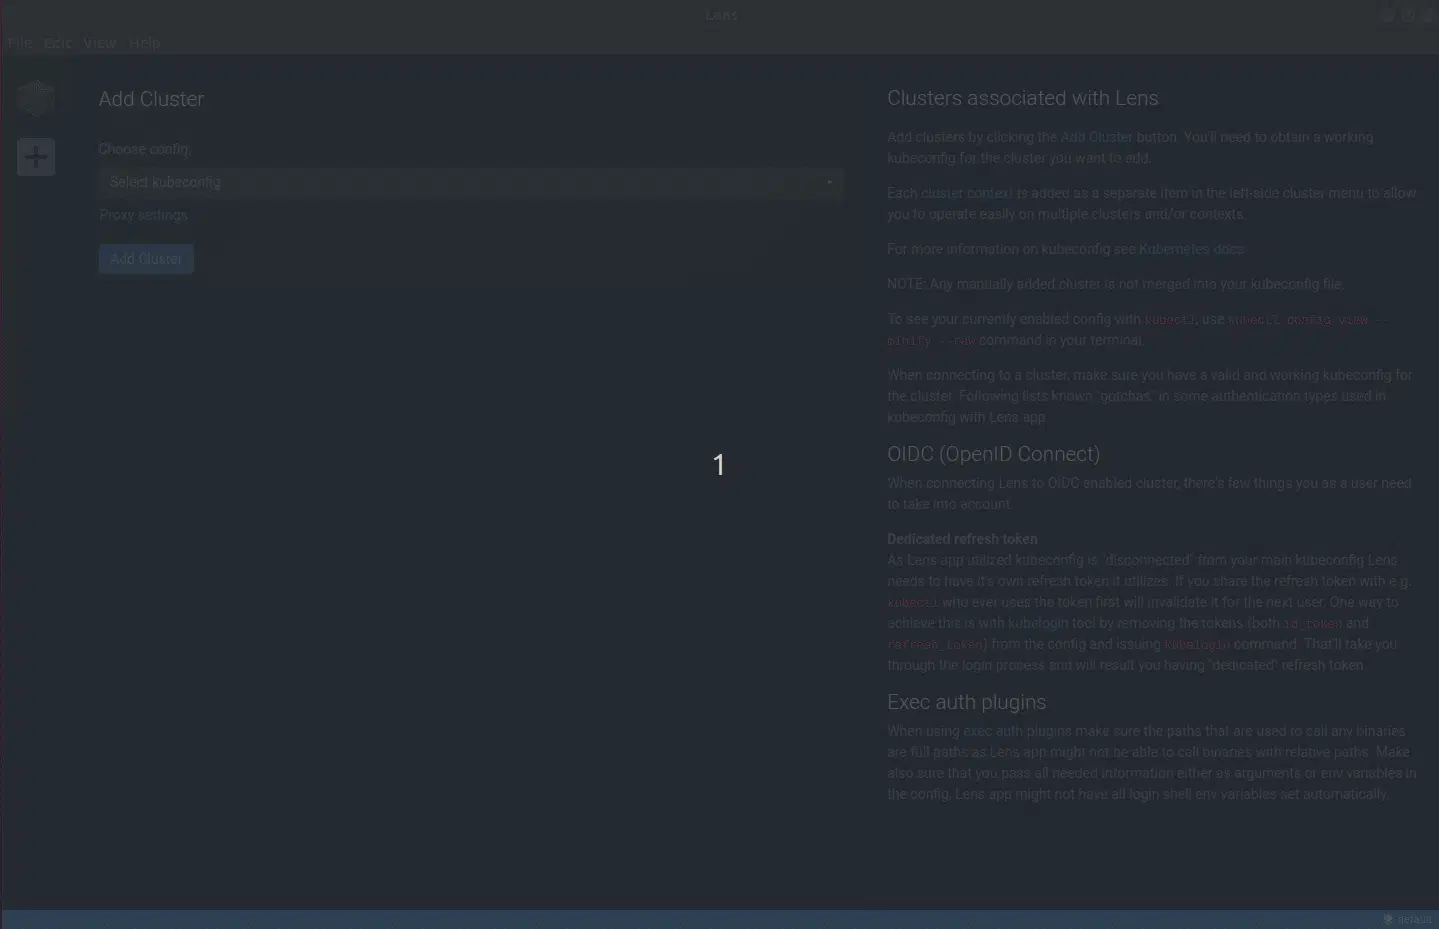 Lens
File Edit View Help
Add Cluster
Choose config:
Select kubeconfig
Proxy settings
Add Cluster
1
Clusters associated with Lens
Add clusters by clicking the Add Cluster button. You'll need to obtain a working
kubeconfig for the cluster you want to add.
Each cluster context is added as a separate item in the left-side cluster menu to allow
you to operate easily on multiple clusters and/or contexts.
For more information on kubeconfig see Kubernetes docs
NOTE: Any manually added cluster is not merged into your kubeconfig file.
To see your currently enabled config with kubectl, use kubectl config view --
minify --raw command in your terminal.
When connecting to a cluster, make sure you have a valid and working kubeconfig for
the cluster. Following lists known "gotchas" in some authentication types used in
kubeconfig with Lens app.
OIDC (OpenID Connect)
When connecting Lens to OIDC enabled cluster, there's few things you as a user need
to take into account.
Dedicated refresh token
As Lens app utilized kubeconfig is "disconnected" from your main kubeconfig Lens
needs to have it's own refresh token it utilizes. If you share the refresh token with e.g.
kubectl who ever uses the token first will invalidate it for the next user. One way to
achieve this is with kubelogin tool by removing the tokens (both id_token and
refresh_token) from the config and issuing kubelogin command. That'll take you
through the login process and will result you having "dedicated" refresh token.
Exec auth plugins
When using exec auth plugins make sure the paths that are used to call any binaries
are full paths as Lens app might not be able to call binaries with relative paths. Make
also sure that you pass all needed information either as arguments or env variables in
the config, Lens app might not have all login shell env variables set automatically.
default